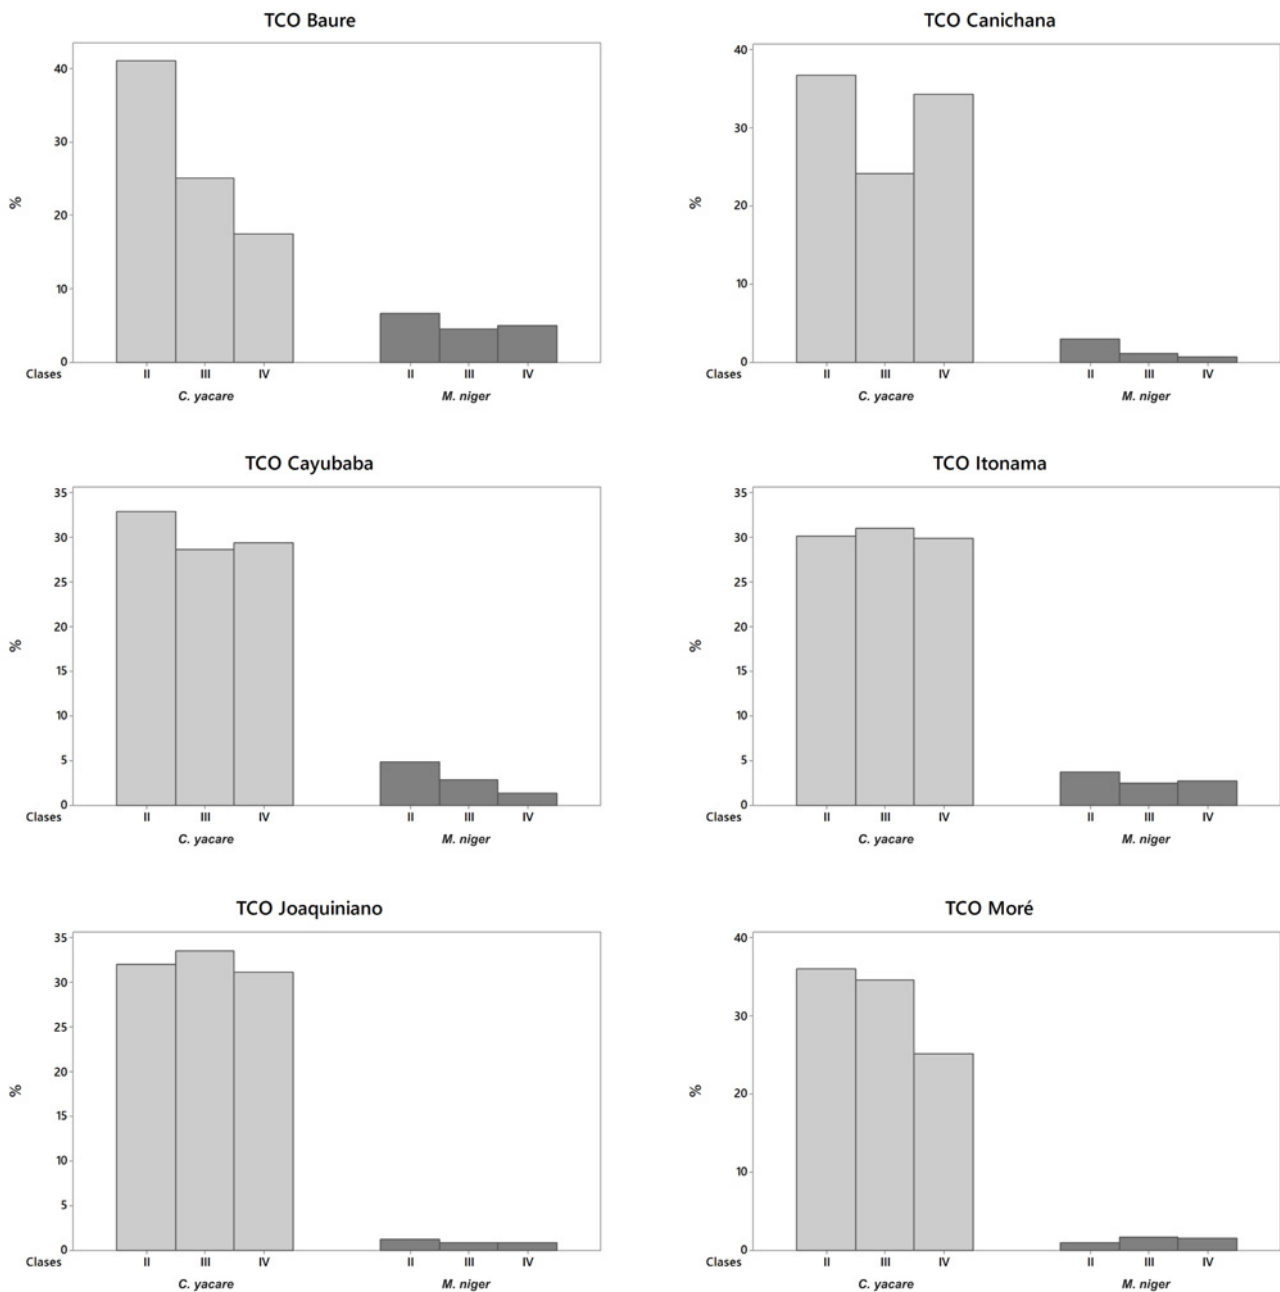 TCO Baure
40
30
%
20
10
0
Clases II III IV II III IV
C. yacare M. niger
TCO Canichana
40
30
%
20
10
0
Clases II III IV II III IV
C. yacare M. niger
TCO Cayubaba
35
30
25
20
%
15
10
5
0
Clases II III IV II III IV
C. yacare M. niger
TCO Itonama
35
30
25
20
%
15
10
5
0
Clases II III IV II III IV
C. yacare M. niger
TCO Joaquiniano
35
30
25
20
%
15
10
5
0
Clases II III IV II III IV
C. yacare M. niger
TCO Moré
40
30
%
20
10
0
Clases II III IV II III IV
C. yacare M. niger